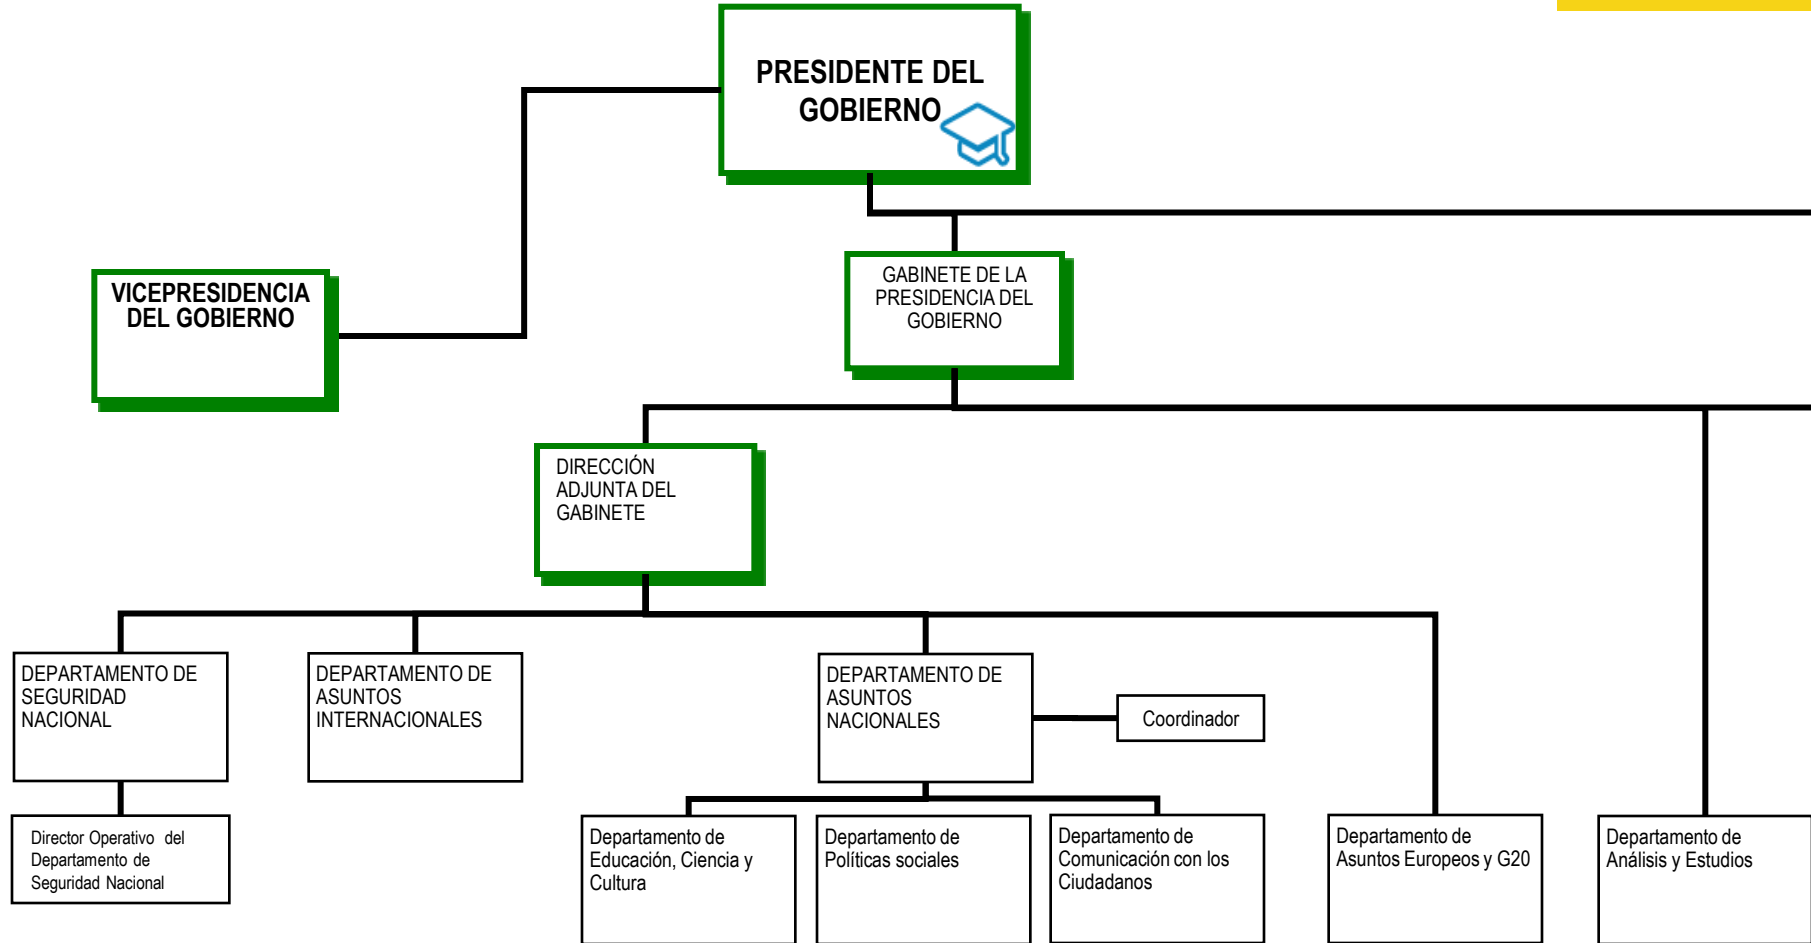 PRESIDENTE DEL
GOBIERNO
VICEPRESIDENCIA
DEL GOBIERNO
GABINETE DE LA
PRESIDENCIA DEL
GOBIERNO
DIRECCIÓN
ADJUNTA DEL
GABINETE
DEPARTAMENTO DE
SEGURIDAD
NACIONAL
DEPARTAMENTO DE
ASUNTOS
INTERNACIONALES
DEPARTAMENTO DE
ASUNTOS
NACIONALES
Coordinador
Director Operativo del
Departamento de
Seguridad Nacional
Departamento de
Educación, Ciencia y
Cultura
Departamento de
Políticas sociales
Departamento de
Comunicación con los
Ciudadanos
Departamento de
Asuntos Europeos y G20
Departamento de
Análisis y Estudios